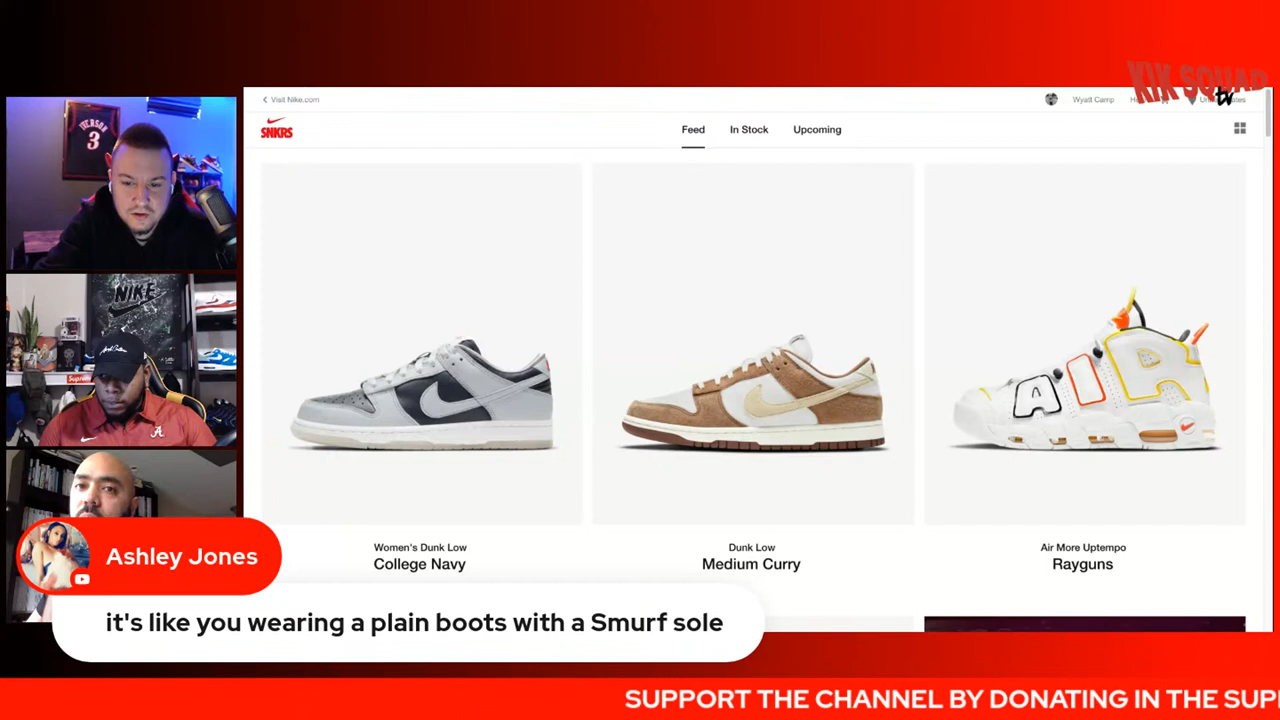 KIK SQUAD
tv
Visit Nike.com
Wyatt Camp
SNKRS
Feed
In Stock
Upcoming
IVERSON
3
NIKE
Supreme
A
AIR
Women's Dunk Low
College Navy
Dunk Low
Medium Curry
Air More Uptempo
Rayguns
Ashley Jones
it's like you wearing a plain boots with a Smurf sole
SUPPORT THE CHANNEL BY DONATING IN THE SUP